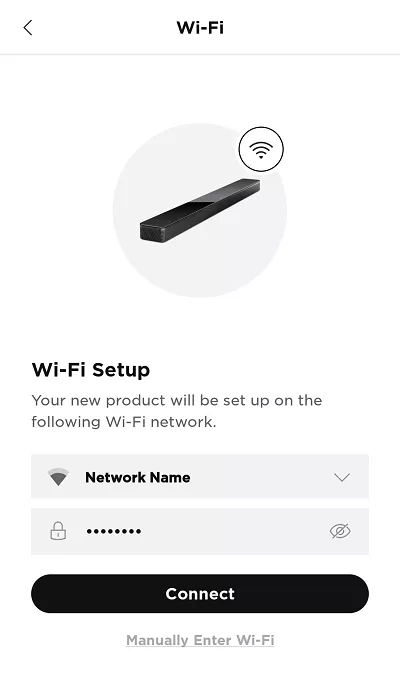 Wi-Fi
Wi-Fi Setup
Your new product will be set up on the
following Wi-Fi network.
Network Name
••••••••
Connect
Manually Enter Wi-Fi